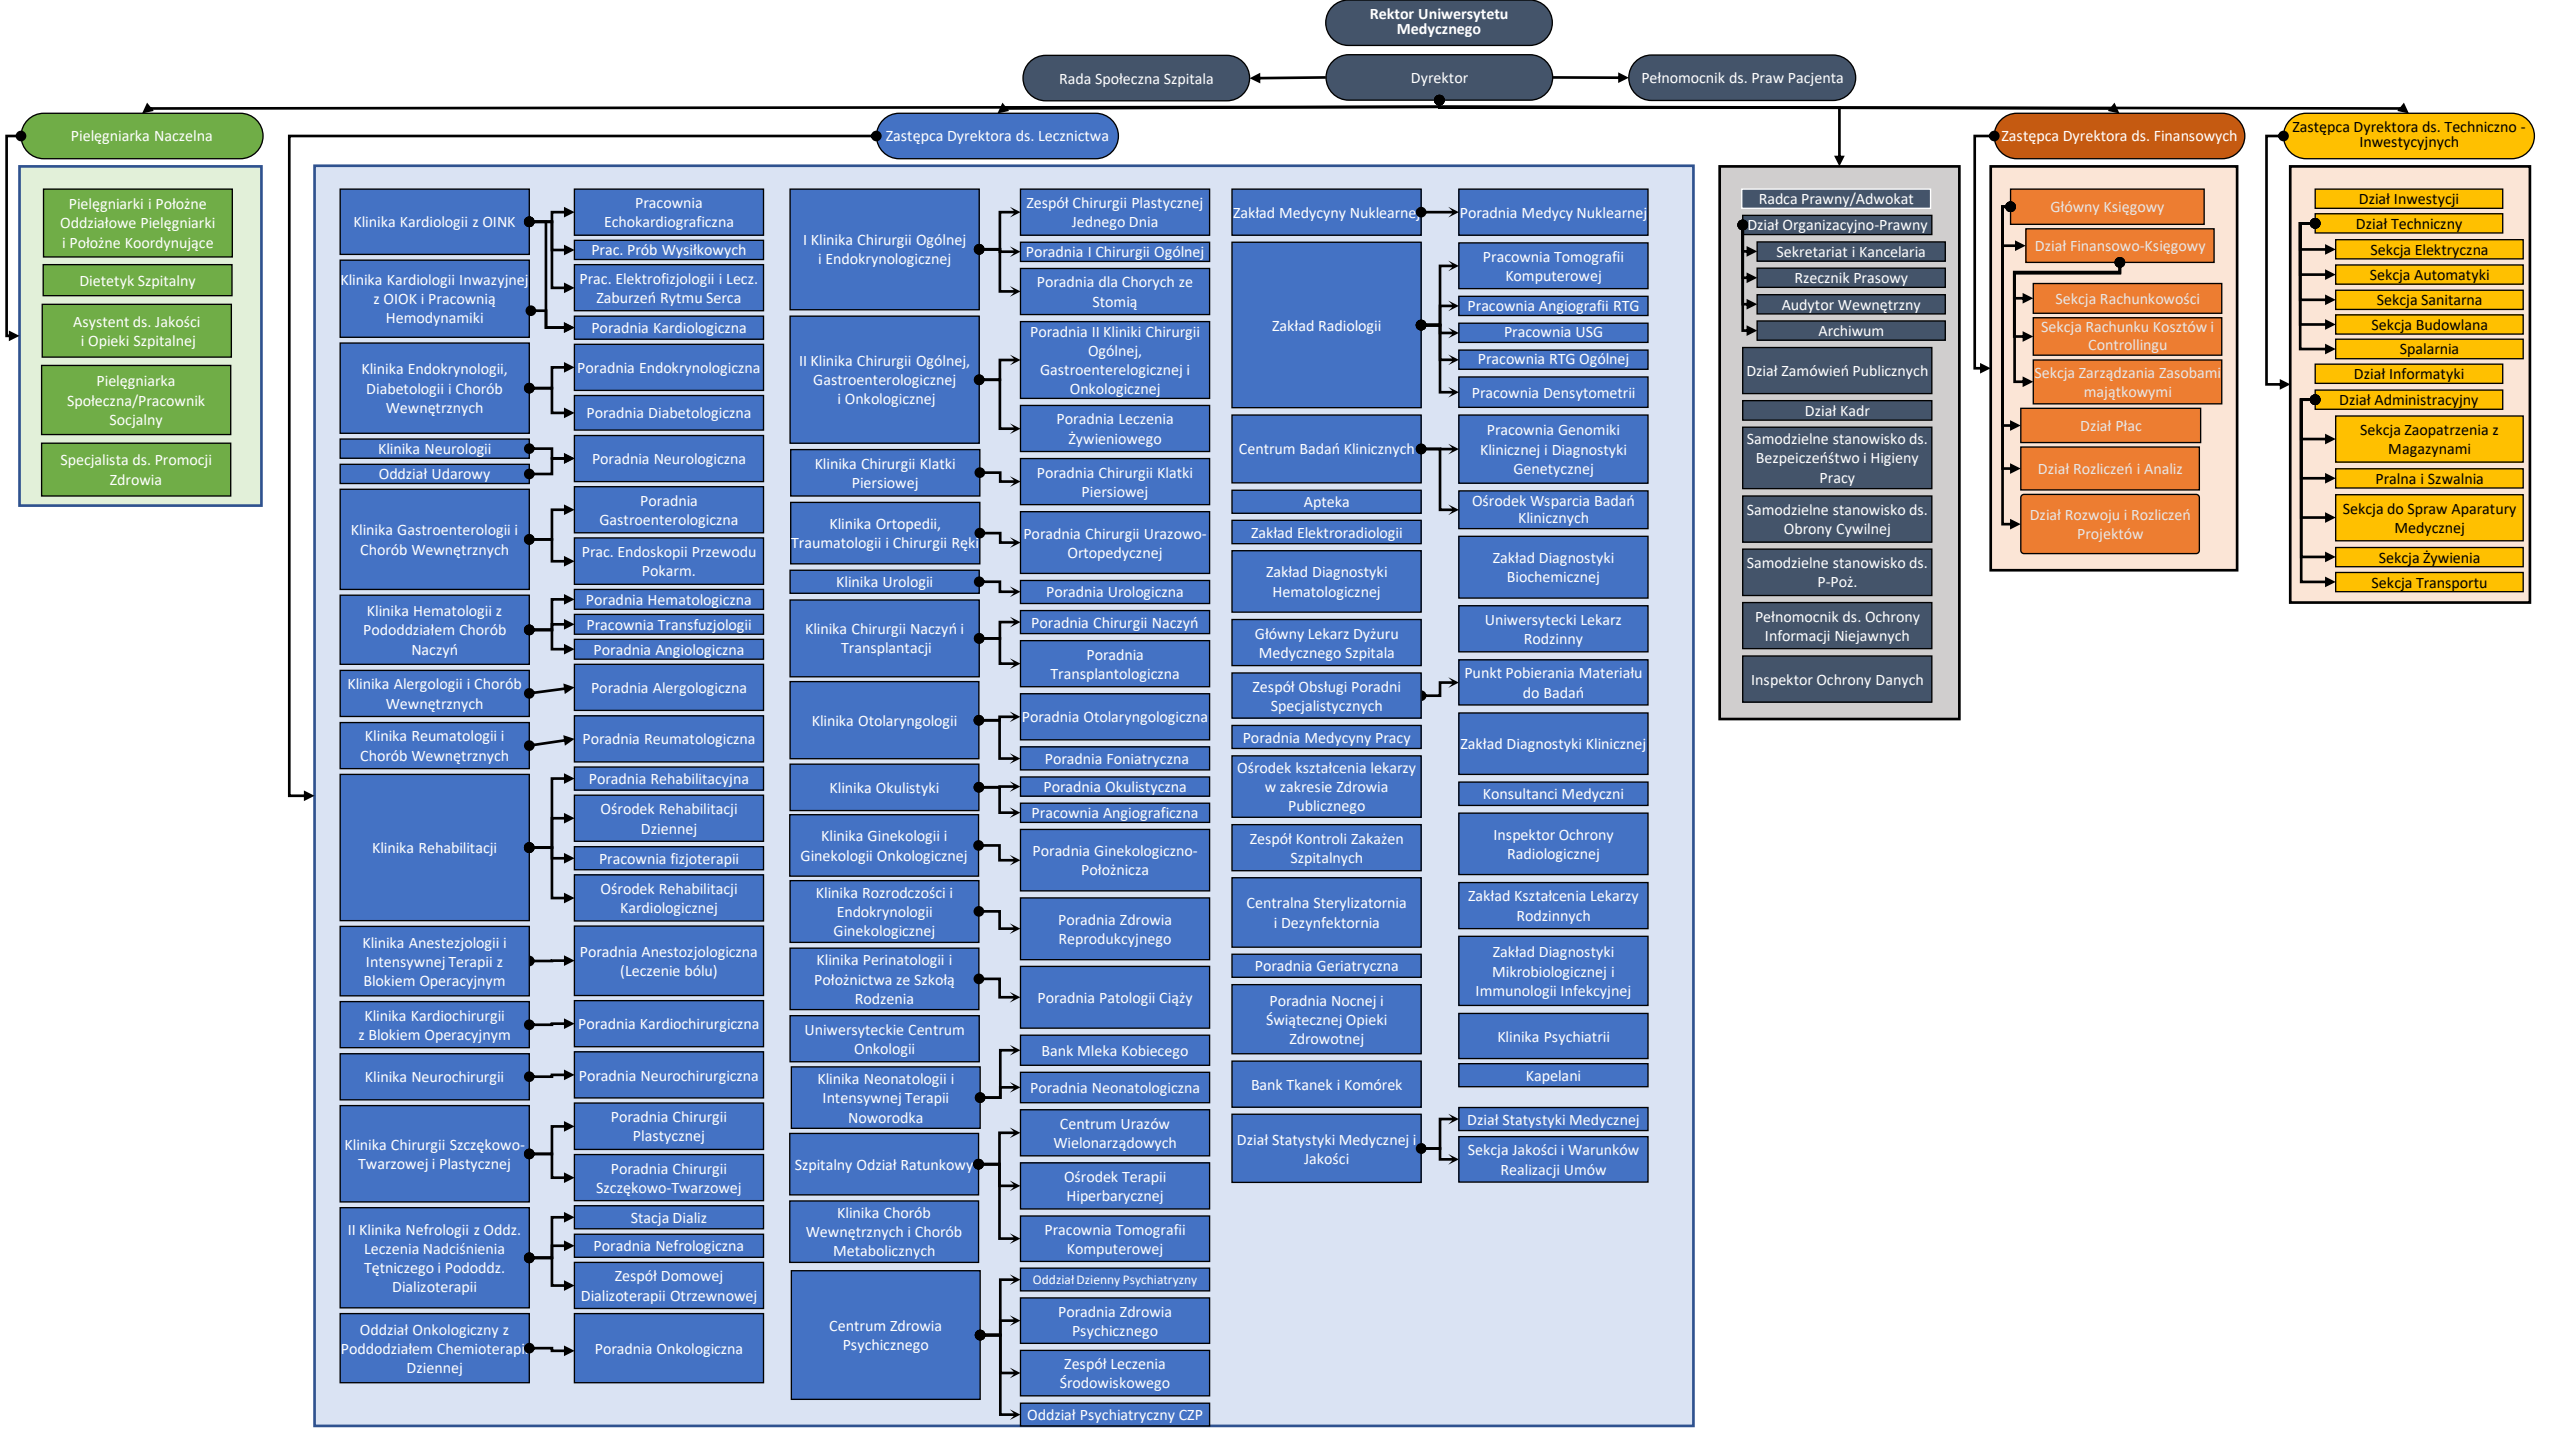 Rektor Uniwersytetu
Medycznego
Rada Społeczna Szpitala
Dyrektor
Pełnomocnik ds. Praw Pacjenta
Pielęgniarka Naczelna
Zastępca Dyrektora ds. Lecznictwa
Zastępca Dyrektora ds. Finansowych
Zastępca Dyrektora ds. Techniczno -
Inwestycyjnych
Pielęgniarki i Położne
Oddziałowe Pielęgniarki
i Położne Koordynujące
Dietetyk Szpitalny
Asystent ds. Jakości
i Opieki Szpitalnej
Pielęgniarka
Społeczna/Pracownik
Socjalny
Specjalista ds. Promocji
Zdrowia
Klinika Kardiologii z OINK
Klinika Kardiologii Inwazyjnej
z OIOK i Pracownią
Hemodynamiki
Klinika Endokrynologii,
Diabetologii i Chorób
Wewnętrznych
Klinika Neurologii
Oddział Udarowy
Klinika Gastroenterologii i
Chorób Wewnętrznych
Klinika Hematologii z
Pododdziałem Chorób
Naczyń
Klinika Alergologii i Chorób
Wewnętrznych
Klinika Reumatologii i
Chorób Wewnętrznych
Klinika Rehabilitacji
Klinika Anestezjologii i
Intensywnej Terapii z
Blokiem Operacyjnym
Klinika Kardiochirurgii
z Blokiem Operacyjnym
Klinika Neurochirurgii
Klinika Chirurgii Szczękowo-
Twarzowej i Plastycznej
II Klinika Nefrologii z Oddz.
Leczenia Nadciśnienia
Tętniczego i Pododdz.
Dializoterapii
Oddział Onkologiczny z
Poddodziałem Chemioterapi
Dziennej
Pracownia
Echokardiograficzna
Prac. Prób Wysiłkowych
Prac. Elektrofizjologii i Lecz.
Zaburzeń Rytmu Serca
Poradnia Kardiologiczna
Poradnia Endokrynologiczna
Poradnia Diabetologiczna
Poradnia Neurologiczna
Poradnia
Gastroenterologiczna
Prac. Endoskopii Przewodu
Pokarm.
Poradnia Hematologiczna
Pracownia Transfuzjologii
Poradnia Angiologiczna
Poradnia Alergologiczna
Poradnia Reumatologiczna
Poradnia Rehabilitacyjna
Ośrodek Rehabilitacji
Dziennej
Pracownia fizjoterapii
Ośrodek Rehabilitacji
Kardiologicznej
Poradnia Anestozjologiczna
(Leczenie bólu)
Poradnia Kardiochirurgiczna
Poradnia Neurochirurgiczna
Poradnia Chirurgii
Plastycznej
Poradnia Chirurgii
Szczękowo-Twarzowej
Stacja Dializ
Poradnia Nefrologiczna
Zespół Domowej
Dializoterapii Otrzewnowej
Poradnia Onkologiczna
I Klinika Chirurgii Ogólnej
i Endokrynologicznej
II Klinika Chirurgii Ogólnej,
Gastroenterologicznej
i Onkologicznej
Klinika Chirurgii Klatki
Piersiowej
Klinika Ortopedii,
Traumatologii i Chirurgii Ręki
Klinika Urologii
Klinika Chirurgii Naczyń i
Transplantacji
Klinika Otolaryngologii
Klinika Okulistyki
Klinika Ginekologii i
Ginekologii Onkologicznej
Klinika Rozrodczości i
Endokrynologii
Ginekologicznej
Klinika Perinatologii i
Położnictwa ze Szkołą
Rodzenia
Uniwersyteckie Centrum
Onkologii
Klinika Neonatologii i
Intensywnej Terapii
Noworodka
Szpitalny Odział Ratunkowy
Klinika Chorób
Wewnętrznych i Chorób
Metabolicznych
Centrum Zdrowia
Psychicznego
Zespół Chirurgii Plastycznej
Jednego Dnia
Poradnia I Chirurgii Ogólnej
Poradnia dla Chorych ze
Stomią
Poradnia II Kliniki Chirurgii
Ogólnej,
Gastroenterelogicznej i
Onkologicznej
Poradnia Leczenia
Żywieniowego
Poradnia Chirurgii Klatki
Piersiowej
Poradnia Chirurgii Urazowo-
Ortopedycznej
Poradnia Urologiczna
Poradnia Chirurgii Naczyń
Poradnia
Transplantologiczna
Poradnia Otolaryngologiczna
Poradnia Foniatryczna
Poradnia Okulistyczna
Pracownia Angiograficzna
Poradnia Ginekologiczno-
Położnicza
Poradnia Zdrowia
Reprodukcyjnego
Poradnia Patologii Ciąży
Bank Mleka Kobiecego
Poradnia Neonatologiczna
Centrum Urazów
Wielonarządowych
Ośrodek Terapii
Hiperbarycznej
Pracownia Tomografii
Komputerowej
Oddział Dzienny Psychiatryzny
Poradnia Zdrowia
Psychicznego
Zespół Leczenia
Środowiskowego
Oddział Psychiatryczny CZP
Zakład Medycyny Nuklearnej
Zakład Radiologii
Centrum Badań Klinicznych
Apteka
Zakład Elektroradiologii
Zakład Diagnostyki
Hematologicznej
Główny Lekarz Dyżuru
Medycznego Szpitala
Zespół Obsługi Poradni
Specjalistycznych
Poradnia Medycyny Pracy
Ośrodek kształcenia lekarzy
w zakresie Zdrowia
Publicznego
Zespół Kontroli Zakażen
Szpitalnych
Centralna Sterylizatornia
i Dezynfektornia
Poradnia Geriatryczna
Poradnia Nocnej i
Świątecznej Opieki
Zdrowotnej
Bank Tkanek i Komórek
Dział Statystyki Medycznej i
Jakości
Poradnia Medycy Nuklearnej
Pracownia Tomografii
Komputerowej
Pracownia Angiografii RTG
Pracownia USG
Pracownia RTG Ogólnej
Pracownia Densytometrii
Pracownia Genomiki
Klinicznej i Diagnostyki
Genetycznej
Ośrodek Wsparcia Badań
Klinicznych
Zakład Diagnostyki
Biochemicznej
Uniwersytecki Lekarz
Rodzinny
Punkt Pobierania Materiału
do Badań
Zakład Diagnostyki Klinicznej
Konsultanci Medyczni
Inspektor Ochrony
Radiologicznej
Zakład Kształcenia Lekarzy
Rodzinnych
Zakład Diagnostyki
Mikrobiologicznej i
Immunologii Infekcyjnej
Klinika Psychiatrii
Kapelani
Dział Statystyki Medycznej
Sekcja Jakości i Warunków
Realizacji Umów
Radca Prawny/Adwokat
Dział Organizacyjno-Prawny
Sekretariat i Kancelaria
Rzecznik Prasowy
Audytor Wewnętrzny
Archiwum
Dział Zamówień Publicznych
Dział Kadr
Samodzielne stanowisko ds.
Bezpeiczeńśtwo i Higieny
Pracy
Samodzielne stanowisko ds.
Obrony Cywilnej
Samodzielne stanowisko ds.
P-Poż.
Pełnomocnik ds. Ochrony
Informacji Niejawnych
Inspektor Ochrony Danych
Główny Księgowy
Dział Finansowo-Księgowy
Sekcja Rachunkowości
Sekcja Rachunku Kosztów i
Controllingu
Sekcja Zarządzania Zasobami
majątkowymi
Dział Płac
Dział Rozliczeń i Analiz
Dział Rozwoju i Rozliczeń
Projektów
Dział Inwestycji
Dział Techniczny
Sekcja Elektryczna
Sekcja Automatyki
Sekcja Sanitarna
Sekcja Budowlana
Spalarnia
Dział Informatyki
Dział Administracyjny
Sekcja Zaopatrzenia z
Magazynami
Pralna i Szwalnia
Sekcja do Spraw Aparatury
Medycznej
Sekcja Żywienia
Sekcja Transportu